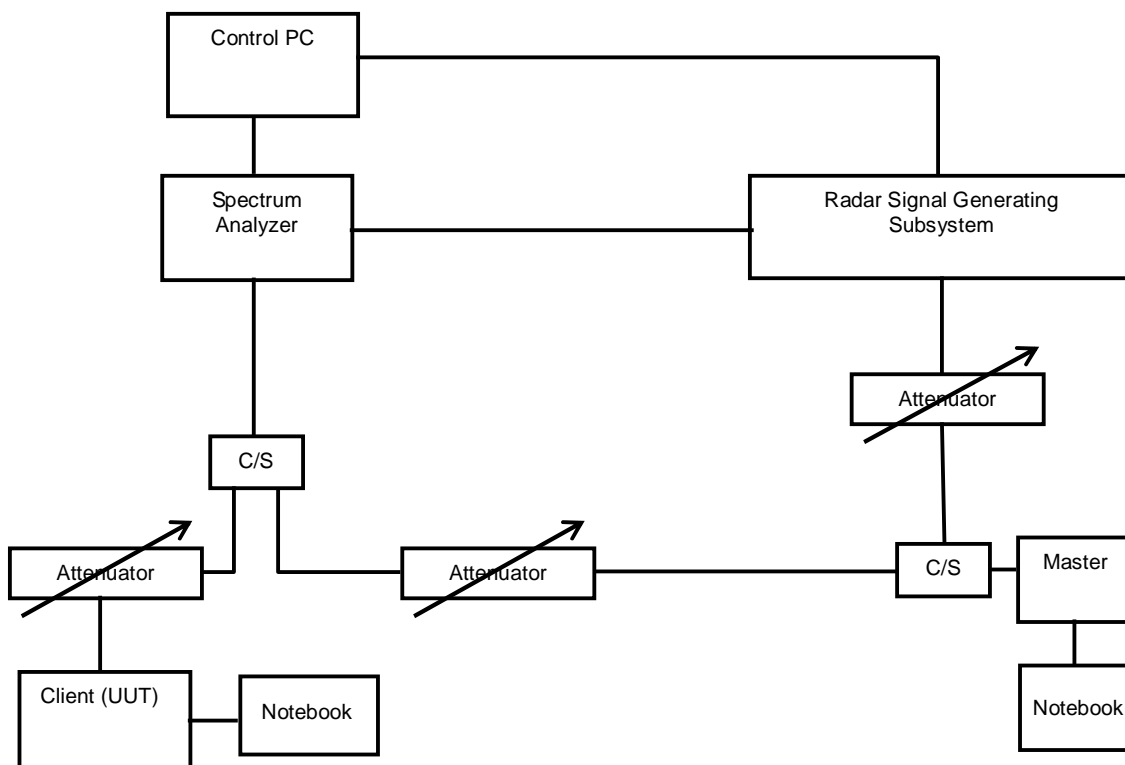 Control PC
Spectrum
Analyzer
Radar Signal Generating
Subsystem
Attenuator
C/S
Attenuator
Attenuator
C/S
Master
Client (UUT)
Notebook
Notebook